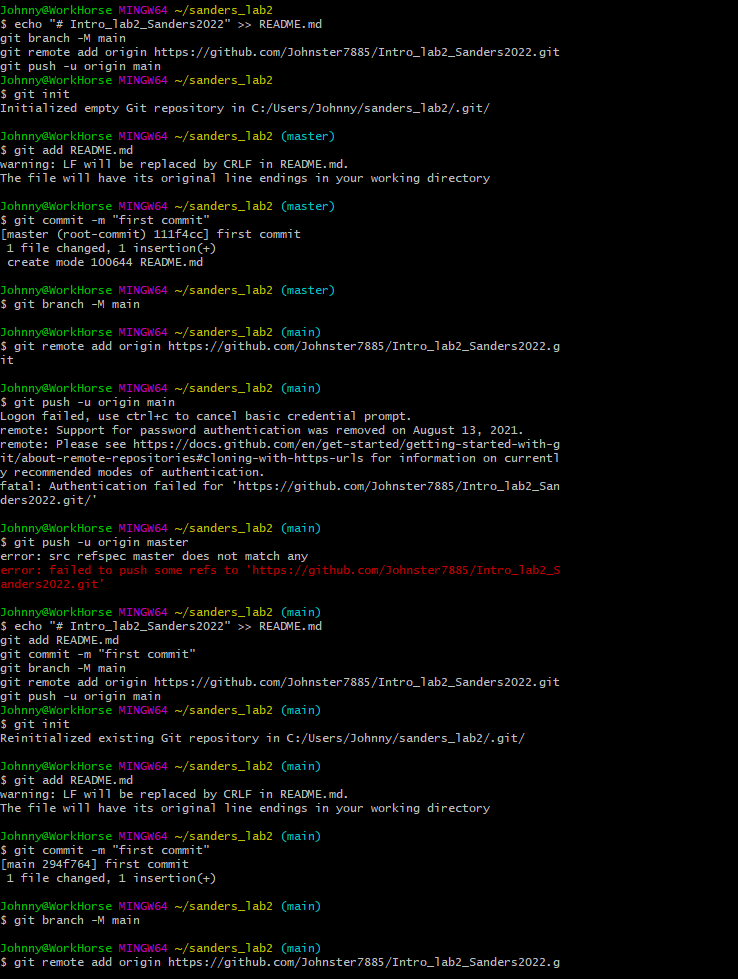 Johnny@WorkHorse MINGW64 ~/sanders_lab2
$ echo "# Intro_lab2_Sanders2022" >> README.md
git branch -M main
git remote add origin https://github.com/Johnster7885/Intro_lab2_Sanders2022.git
git push -u origin main
Johnny@WorkHorse MINGW64 ~/sanders_lab2
$ git init
Initialized empty Git repository in C:/Users/Johnny/sanders_lab2/.git/
Johnny@WorkHorse MINGW64 ~/sanders_lab2 (master)
$ git add README.md
warning: LF will be replaced by CRLF in README.md.
The file will have its original line endings in your working directory
Johnny@WorkHorse MINGW64 ~/sanders_lab2 (master)
$ git commit -m "first commit"
[master (root-commit) 111f4cc] first commit
 1 file changed, 1 insertion(+)
 create mode 100644 README.md
Johnny@WorkHorse MINGW64 ~/sanders_lab2 (master)
$ git branch -M main
Johnny@WorkHorse MINGW64 ~/sanders_lab2 (main)
$ git remote add origin https://github.com/Johnster7885/Intro_lab2_Sanders2022.g
it
Johnny@WorkHorse MINGW64 ~/sanders_lab2 (main)
$ git push -u origin main
Logon failed, use ctrl+c to cancel basic credential prompt.
remote: Support for password authentication was removed on August 13, 2021.
remote: Please see https://docs.github.com/en/get-started/getting-started-with-g
it/about-remote-repositories#cloning-with-https-urls for information on currentl
y recommended modes of authentication.
fatal: Authentication failed for 'https://github.com/Johnster7885/Intro_lab2_San
ders2022.git/'
Johnny@WorkHorse MINGW64 ~/sanders_lab2 (main)
$ git push -u origin master
error: src refspec master does not match any
error: failed to push some refs to 'https://github.com/Johnster7885/Intro_lab2_S
anders2022.git'
Johnny@WorkHorse MINGW64 ~/sanders_lab2 (main)
$ echo "# Intro_lab2_Sanders2022" >> README.md
git add README.md
git commit -m "first commit"
git branch -M main
git remote add origin https://github.com/Johnster7885/Intro_lab2_Sanders2022.git
git push -u origin main
Johnny@WorkHorse MINGW64 ~/sanders_lab2 (main)
$ git init
Reinitialized existing Git repository in C:/Users/Johnny/sanders_lab2/.git/
Johnny@WorkHorse MINGW64 ~/sanders_lab2 (main)
$ git add README.md
warning: LF will be replaced by CRLF in README.md.
The file will have its original line endings in your working directory
Johnny@WorkHorse MINGW64 ~/sanders_lab2 (main)
$ git commit -m "first commit"
[main 294f764] first commit
 1 file changed, 1 insertion(+)
Johnny@WorkHorse MINGW64 ~/sanders_lab2 (main)
$ git branch -M main
Johnny@WorkHorse MINGW64 ~/sanders_lab2 (main)
$ git remote add origin https://github.com/Johnster7885/Intro_lab2_Sanders2022.g